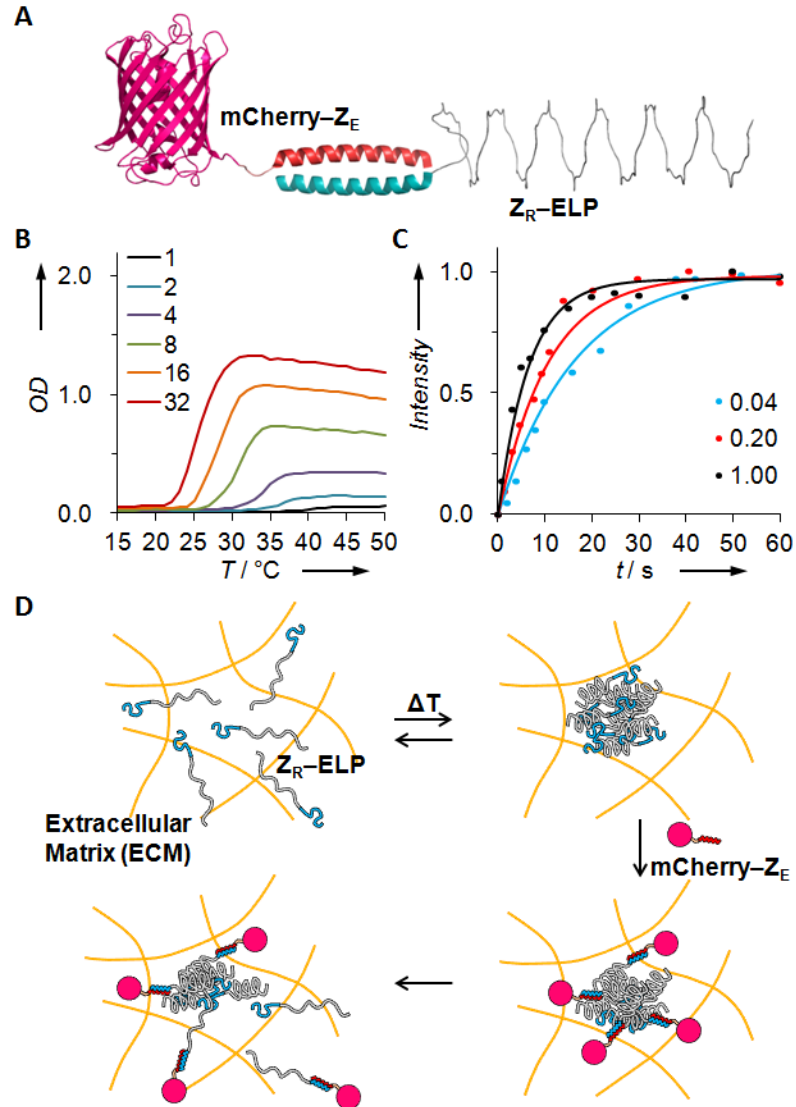 A
mCherry–ZE
ZR–ELP
B
OD
2.0
1.0
0.0
1
2
4
8
16
32
15 20 25 30 35 40 45 50
T / °C
C
Intensity
1.0
0.5
0.0
0.04
0.20
1.00
0 10 20 30 40 50 60
t / s
D
ΔT
ZR–ELP
Extracellular
Matrix (ECM)
mCherry–ZE